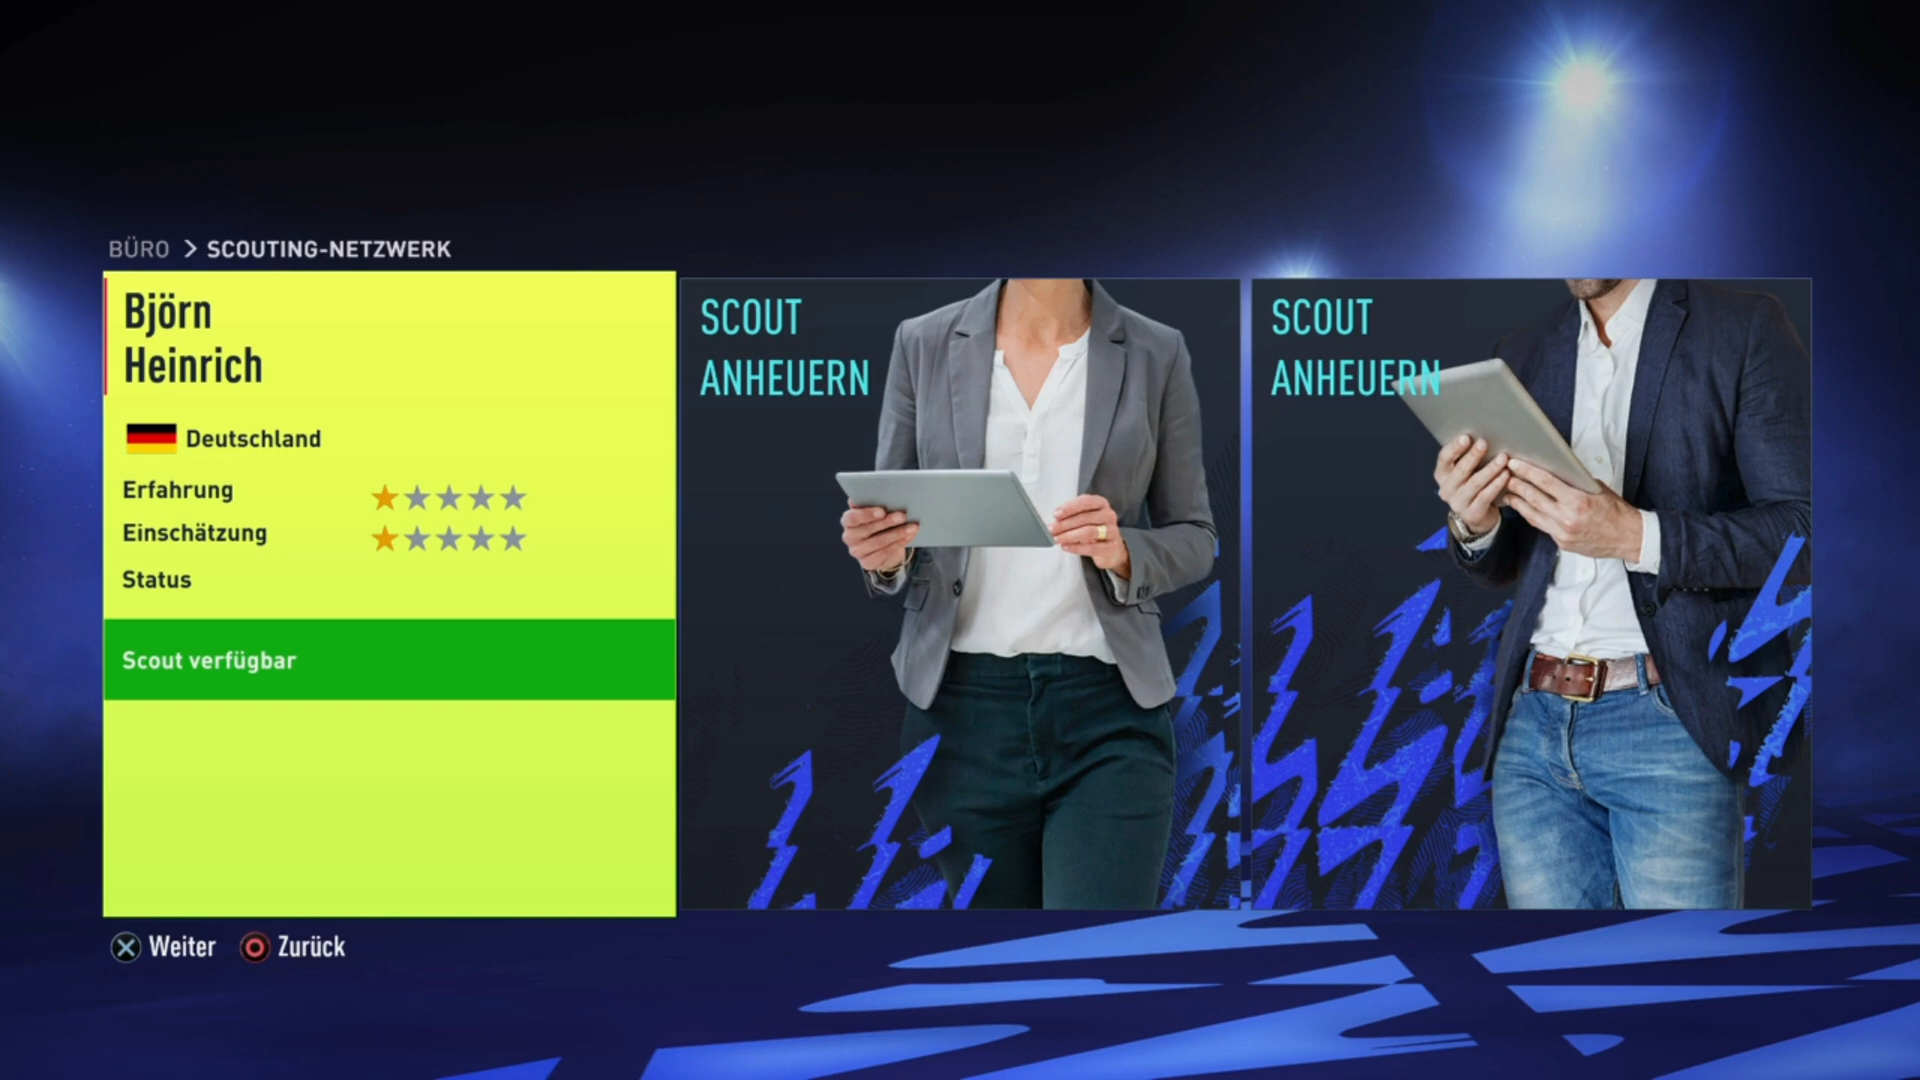 BÜRO > SCOUTING-NETZWERK
Björn
Heinrich
Deutschland
Erfahrung
Einschätzung
Status
Scout verfügbar
SCOUT
ANHEUERN
SCOUT
ANHEUERN
Weiter Zurück